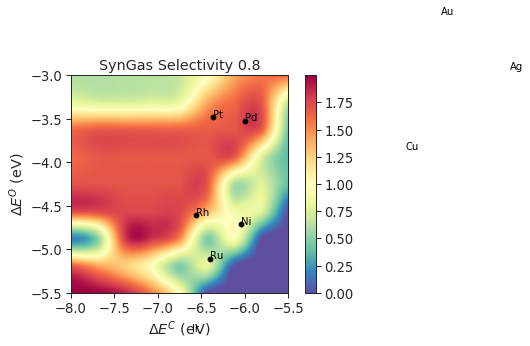 Au
SynGas Selectivity 0.8
Ag
−3.0
−3.5
−4.0
−4.5
−5.0
−5.5
ΔE^O (eV)
Pt
Pd
Cu
Rh
Ni
Ru
1.75
1.50
1.25
1.00
0.75
0.50
0.25
0.00
−8.0 −7.5 −7.0 −6.5 −6.0 −5.5
ΔE^C (eV)